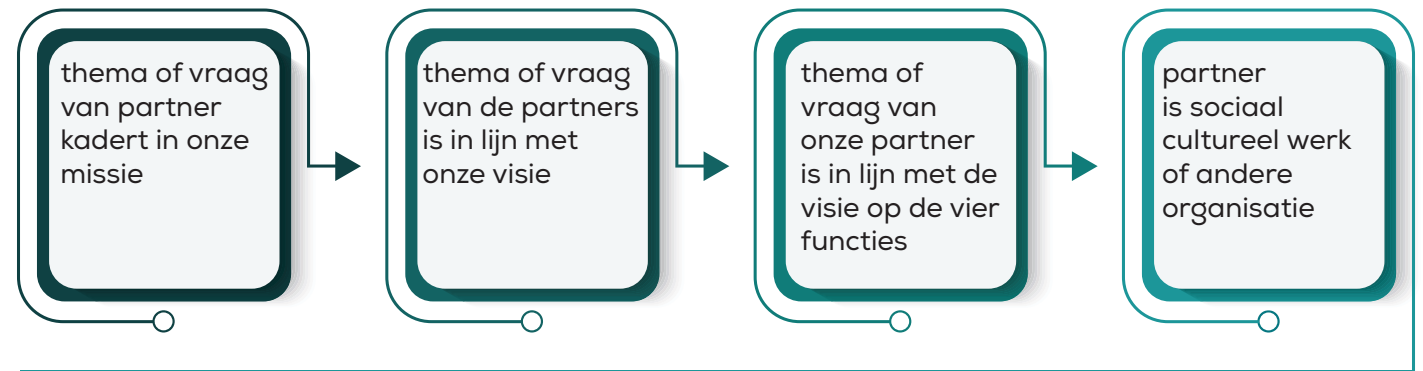 thema of vraag
van partner
kadert in onze
missie
thema of vraag
van de partners
is in lijn met
onze visie
thema of
vraag van
onze partner
is in lijn met de
visie op de vier
functies
partner
is sociaal
cultureel werk
of andere
organisatie